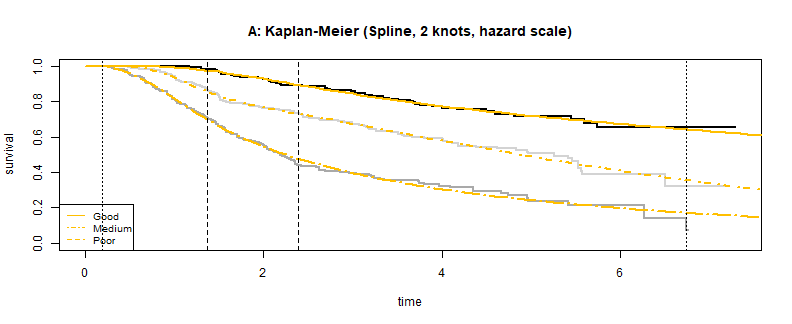 A: Kaplan-Meier (Spline, 2 knots, hazard scale)
survival
1.0
0.8
0.6
0.4
0.2
0.0
Good
Medium
Poor
0 2 4 6
time